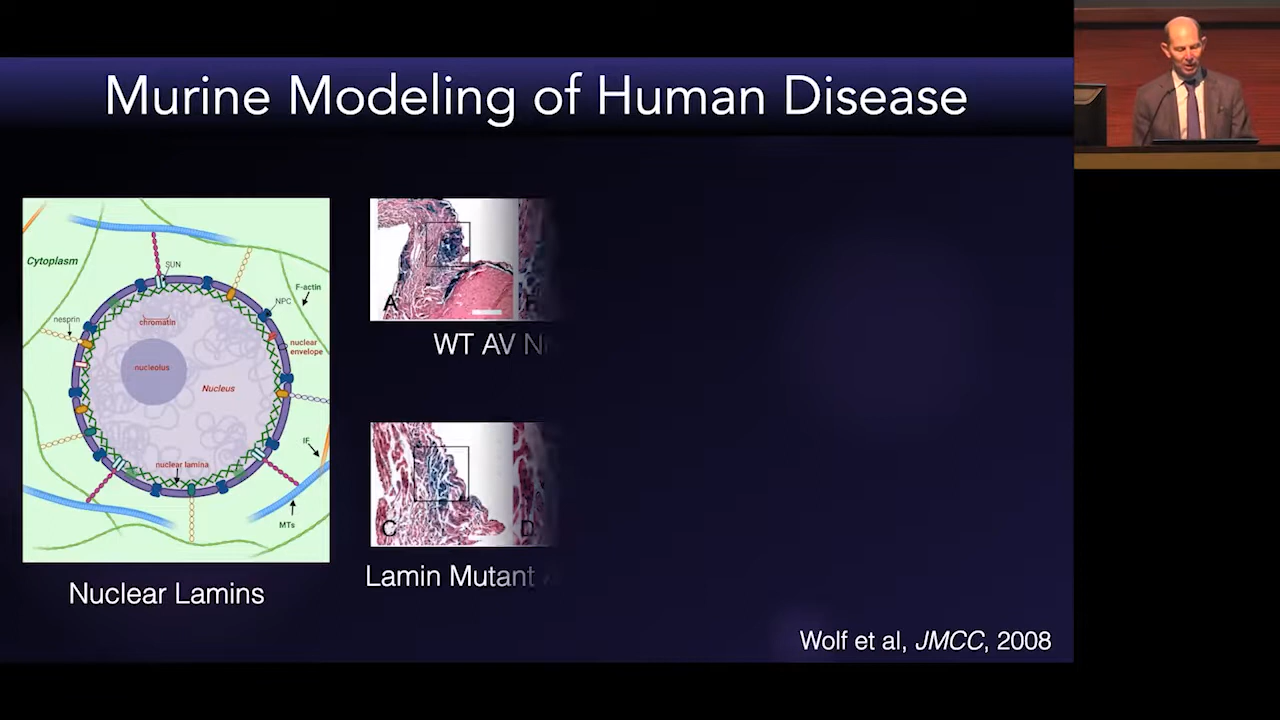 Murine Modeling of Human Disease
Cytoplasm
SUN
F-actin
NPC
nesprin
chromatin
nuclear
envelope
nucleolus
Nucleus
IF
nuclear lamina
MTs
Nuclear Lamins
A
WT AV
C
D
Lamin Mutant
Wolf et al, JMCC, 2008